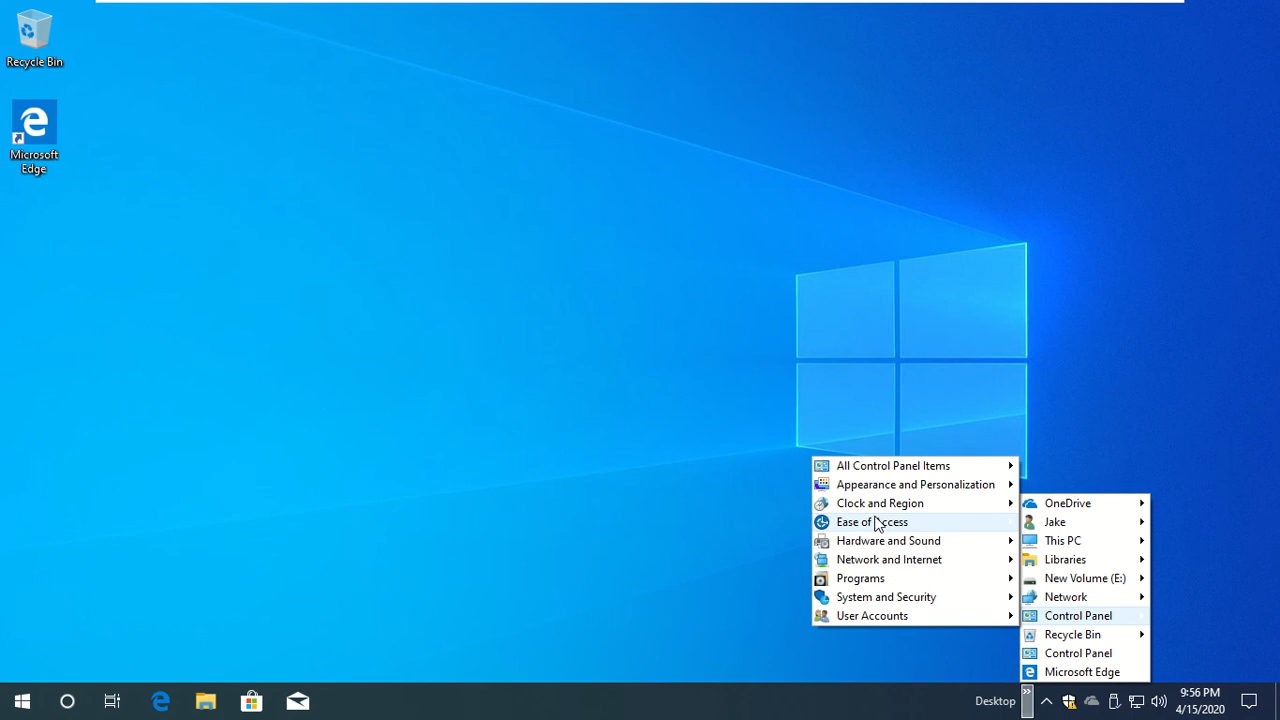 Recycle Bin
Microsoft
Edge
All Control Panel Items
Appearance and Personalization
Clock and Region
Ease of Access
Hardware and Sound
Network and Internet
Programs
System and Security
User Accounts
OneDrive
Jake
This PC
Libraries
New Volume (E:)
Network
Control Panel
Recycle Bin
Control Panel
Microsoft Edge
Desktop
9:56 PM
4/15/2020